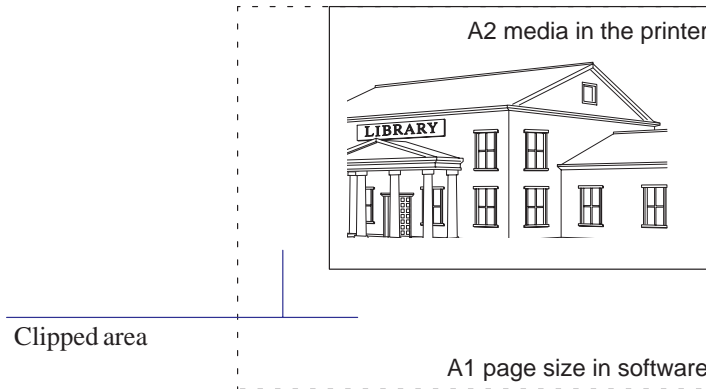 A2 media in the printer
LIBRARY
Clipped area
A1 page size in software